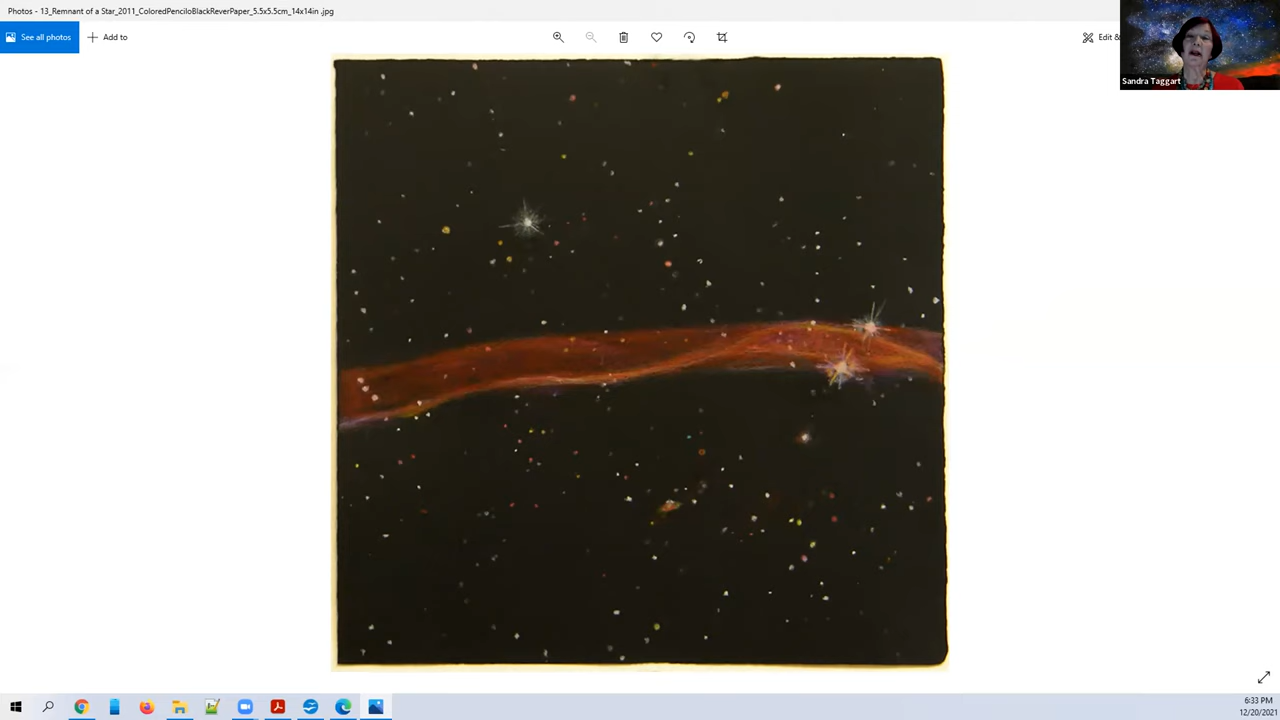 Photos - 13_Remnant of a Star_2011_ColoredPenciloBlackReverPaper_5.5x5.5cm_14x14in .jpg
See all photos
Add to
Edit &
Sandra Taggart
6:33 PM
12/20/2021